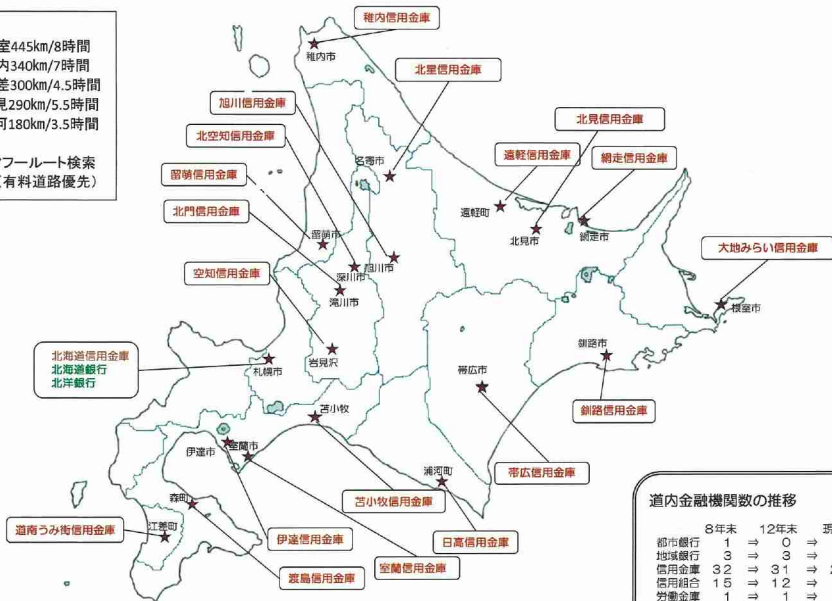 室445km/8時間
内340km/7時間
差300km/4.5時間
見290km/5.5時間
可180km/3.5時間
フールート検索
（有料道路優先）
稚内信用金庫
稚内市
北星信用金庫
旭川信用金庫
北見信用金庫
北空知信用金庫
遠軽信用金庫
網走信用金庫
名寄市
留萌信用金庫
北門信用金庫
遠軽町
北見市
網走市
留萌市
大地みらい信用金庫
空知信用金庫
深川市
旭川市
滝川市
根室市
北海道信用金庫
北海道銀行
北洋銀行
札幌市
岩見沢
釧路市
帯広市
釧路信用金庫
苫小牧
伊達市
室蘭市
浦河町
帯広信用金庫
苫小牧信用金庫
森町
道南うみ街信用金庫
江差町
伊達信用金庫
日高信用金庫
室蘭信用金庫
渡島信用金庫
道内金融機関数の推移
8年末 12年末 現
都市銀行 1 ⇒ 0 ⇒
地域銀行 3 ⇒ 3 ⇒
信用金庫 32 ⇒ 31 ⇒ 2
信用組合 15 ⇒ 12 ⇒
労働金庫 1 ⇒ 1 ⇒